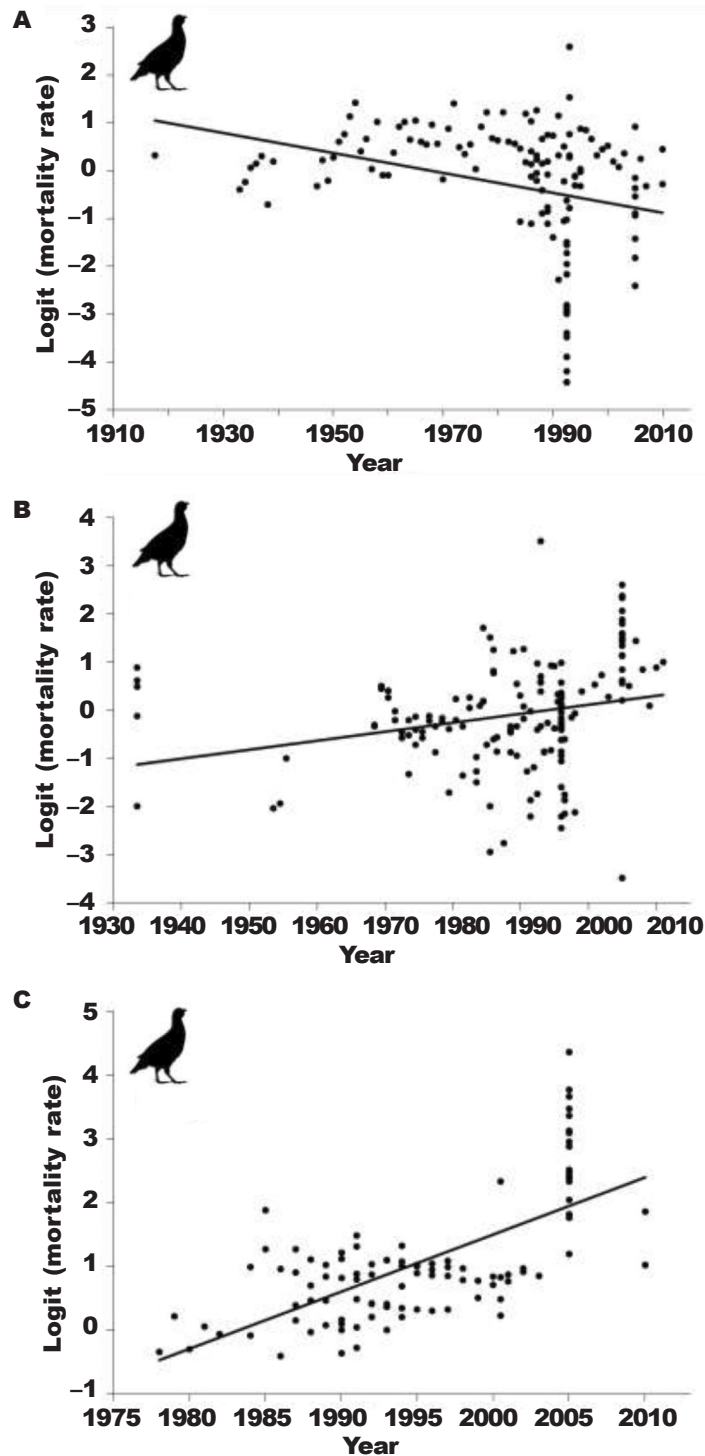 A
3
2
1
0
–1
–2
–3
–4
–5
Logit (mortality rate)
1910 1930 1950 1970 1990 2010
Year
B
4
3
2
1
0
–1
–2
–3
–4
Logit (mortality rate)
1930 1940 1950 1960 1970 1980 1990 2000 2010
Year
C
5
4
3
2
1
0
–1
Logit (mortality rate)
1975 1980 1985 1990 1995 2000 2005 2010
Year